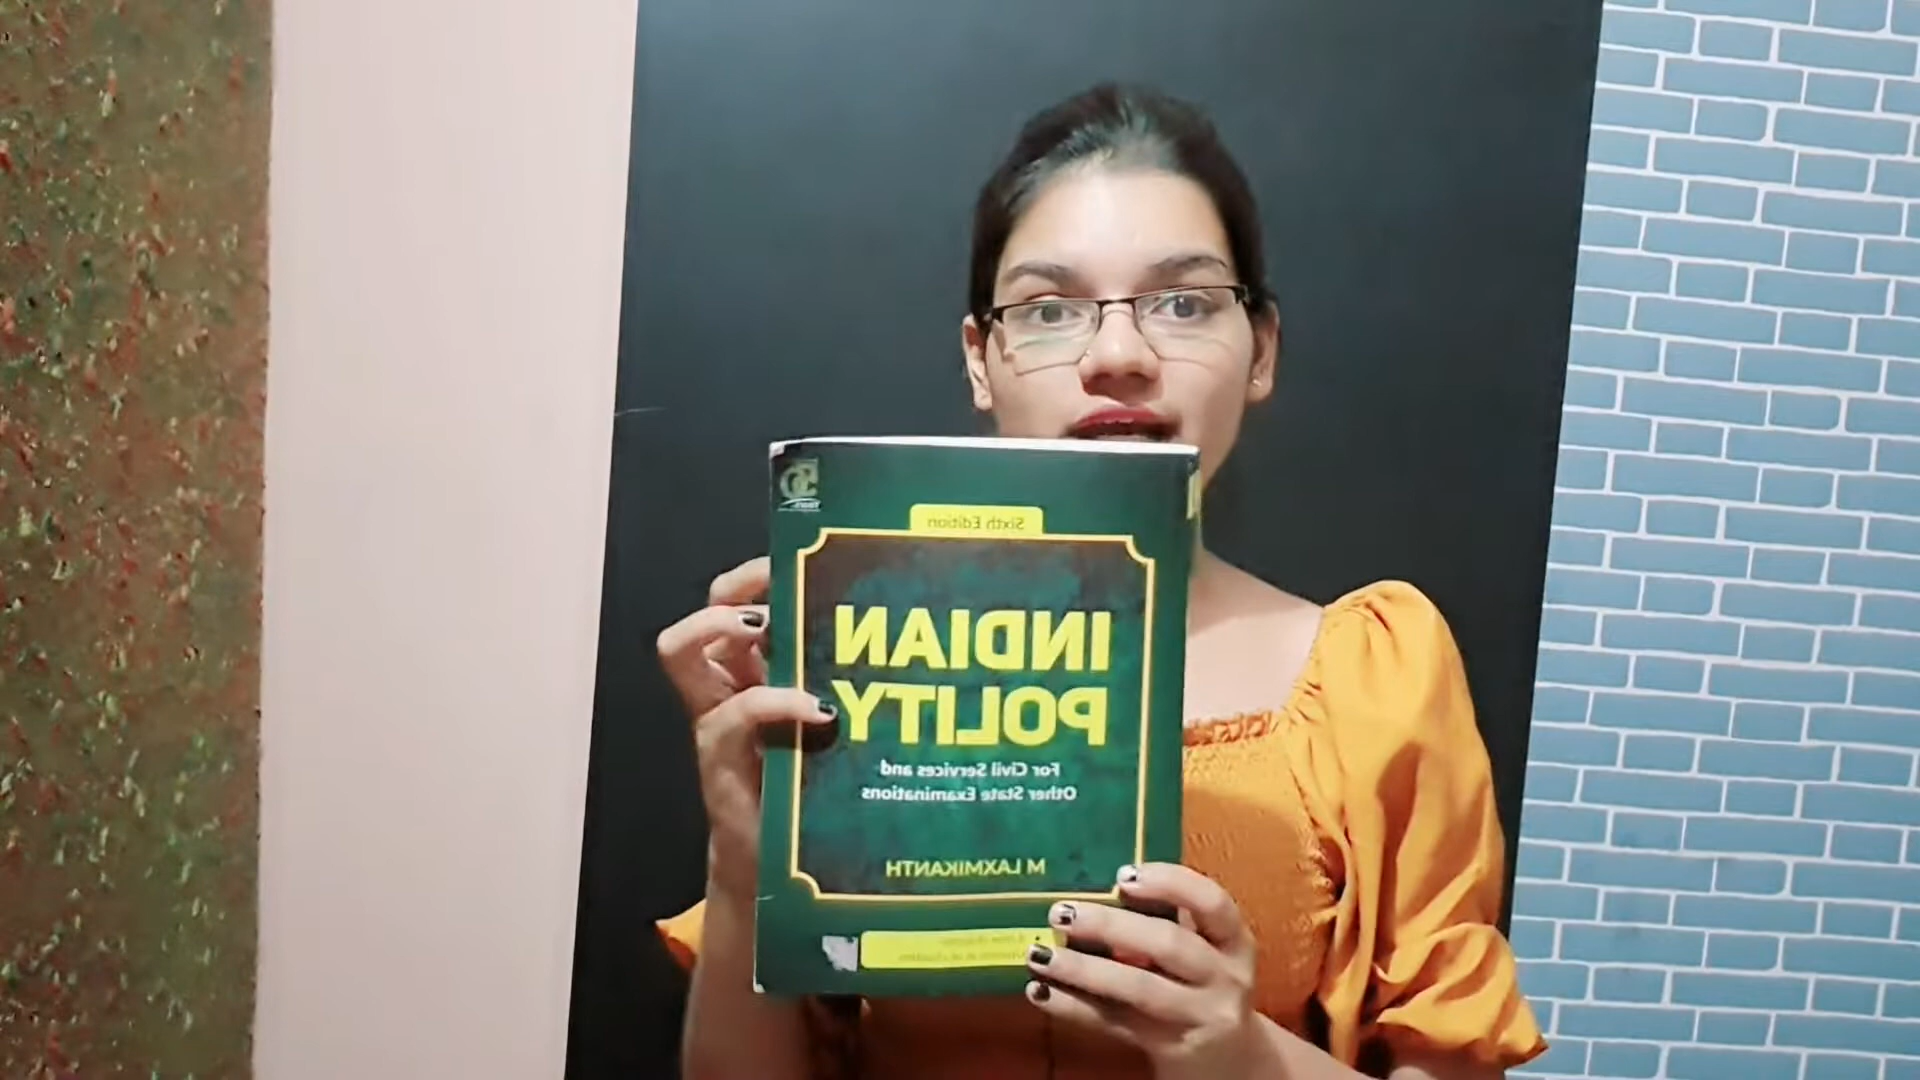 Sixth Edition
INDIAN
POLITY
For Civil Services and
Other State Examinations
M LAXMIKANTH